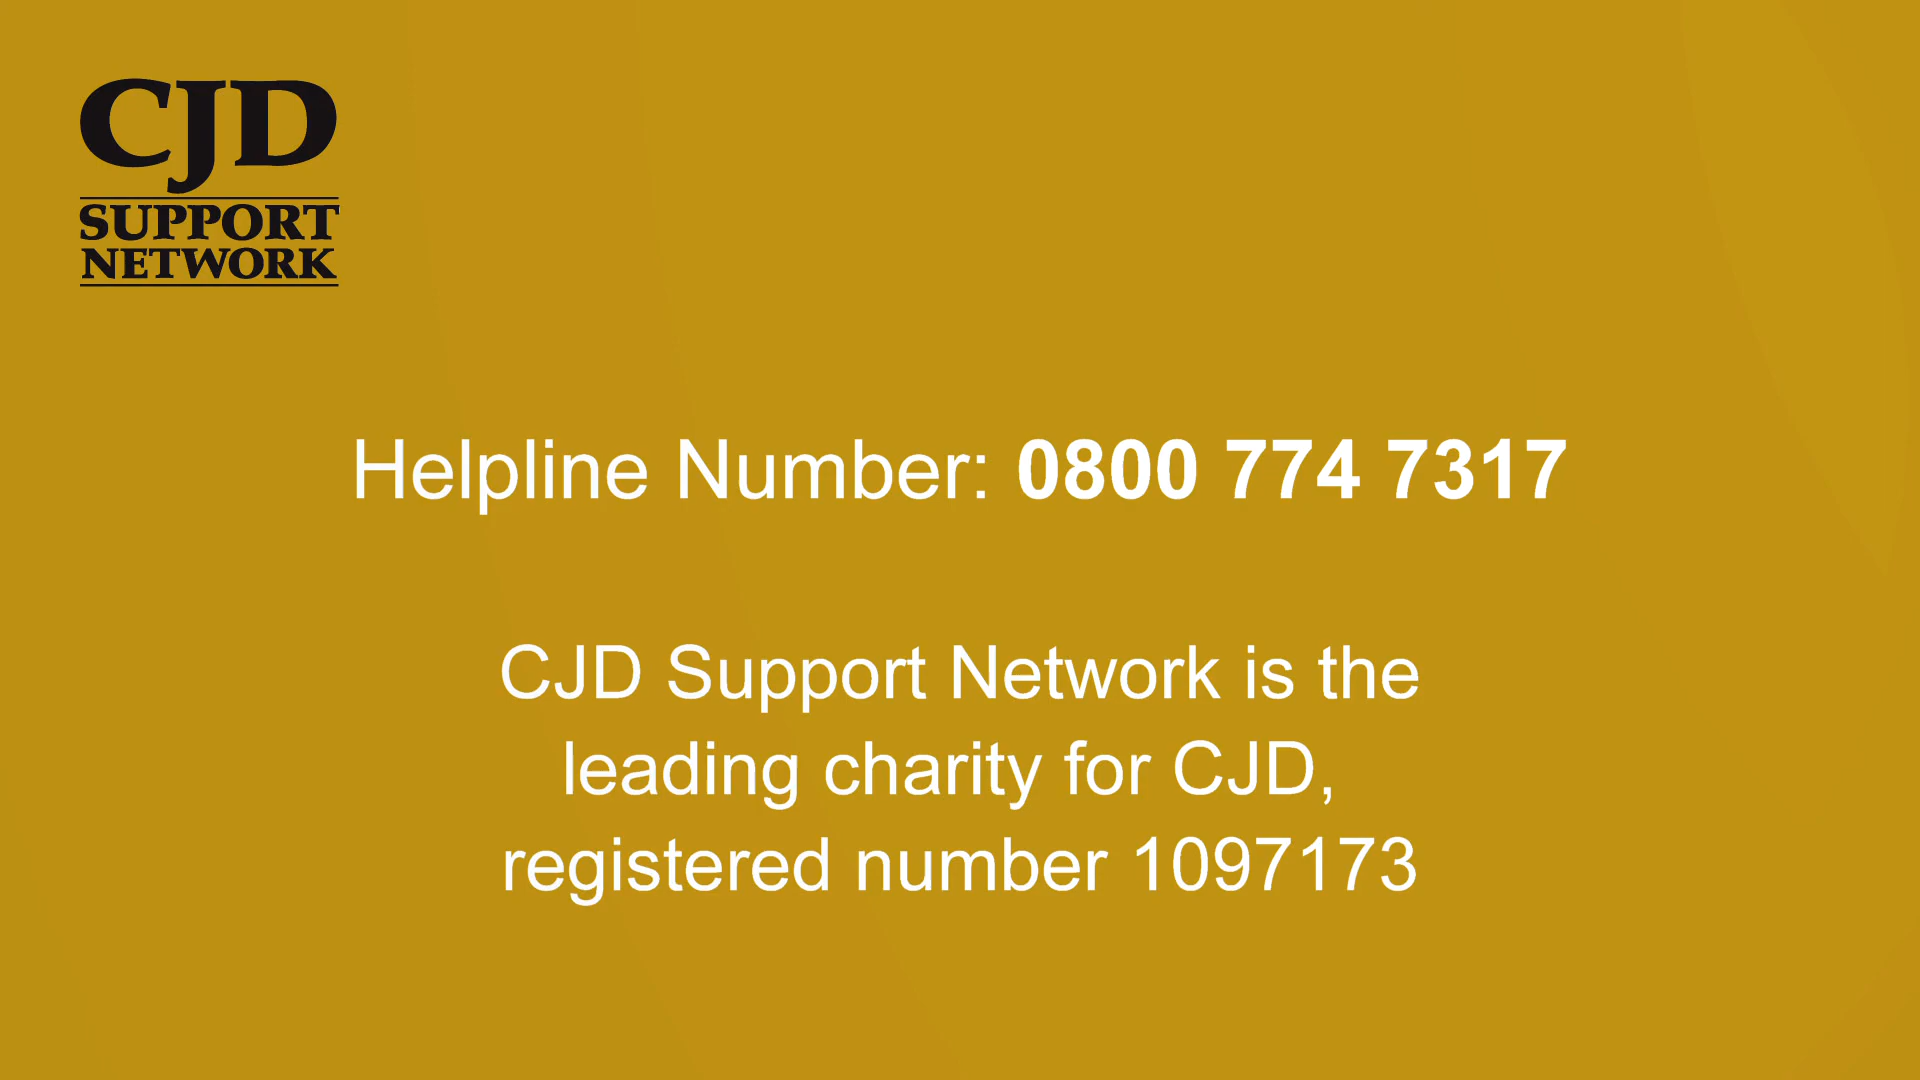 CJD
SUPPORT
NETWORK
Helpline Number: 0800 774 7317
CJD Support Network is the
leading charity for CJD,
registered number 1097173